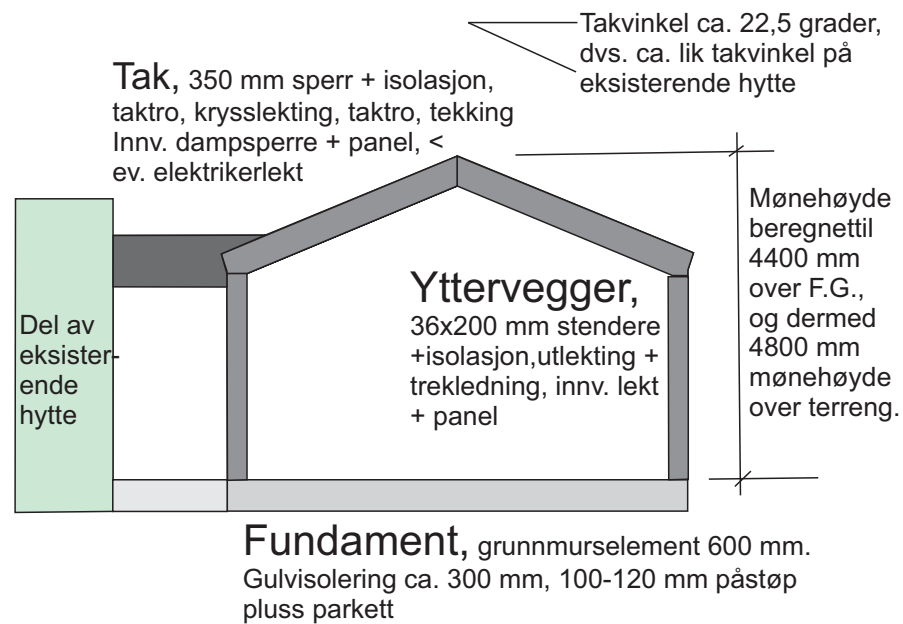 Takvinkel ca. 22,5 grader,
dvs. ca. lik takvinkel på
eksisterende hytte
Tak, 350 mm sperr + isolasjon,
taktro, krysslekting, taktro, tekking
Innv. dampsperre + panel, <
ev. elektrikerlekt
Mønehøyde
beregnettil
4400 mm
over F.G.,
og dermed
4800 mm
mønehøyde
over terreng.
Yttervegger,
36x200 mm stendere
+isolasjon,utlekting +
trekledning, innv. lekt
+ panel
Del av
eksister-
ende
hytte
Fundament, grunnmurselement 600 mm.
Gulvisolering ca. 300 mm, 100-120 mm påstøp
pluss parkett